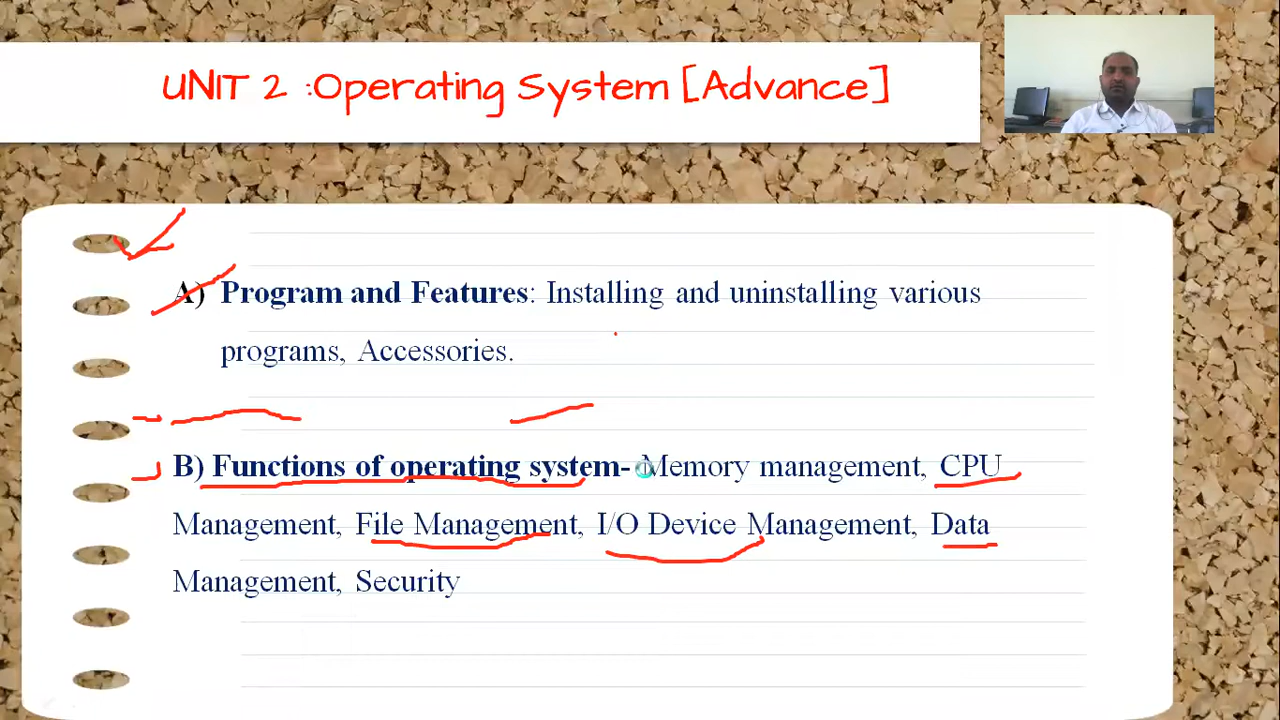 UNIT 2 :Operating System [Advance]
A) Program and Features: Installing and uninstalling various
programs, Accessories.
B) Functions of operating system- Memory management, CPU
Management, File Management, I/O Device Management, Data
Management, Security